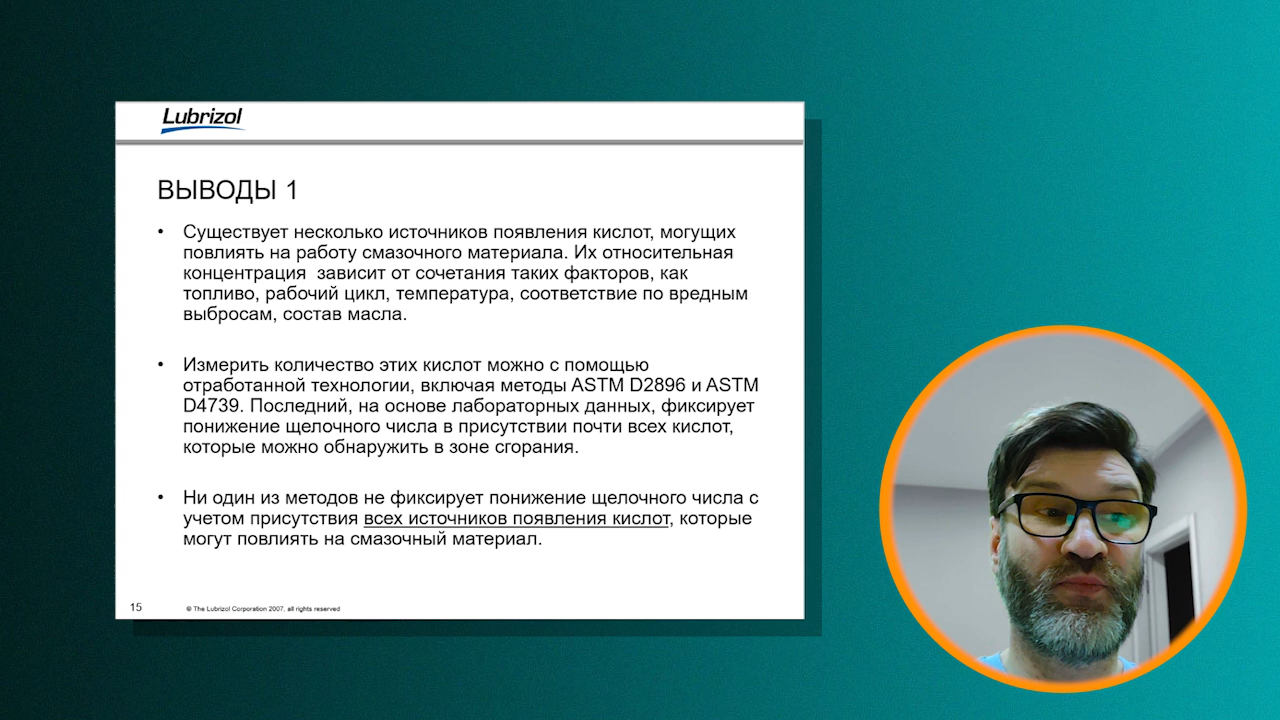 Lubrizol
ВЫВОДЫ 1
• Существует несколько источников появления кислот, могущих
повлиять на работу смазочного материала. Их относительная
концентрация  зависит от сочетания таких факторов, как
топливо, рабочий цикл, температура, соответствие по вредным
выбросам, состав масла.
• Измерить количество этих кислот можно с помощью
отработанной технологии, включая методы ASTM D2896 и ASTM
D4739. Последний, на основе лабораторных данных, фиксирует
понижение щелочного числа в присутствии почти всех кислот,
которые можно обнаружить в зоне сгорания.
• Ни один из методов не фиксирует понижение щелочного числа с
учетом присутствия всех источников появления кислот, которые
могут повлиять на смазочный материал.
15
© The Lubrizol Corporation 2007, all rights reserved